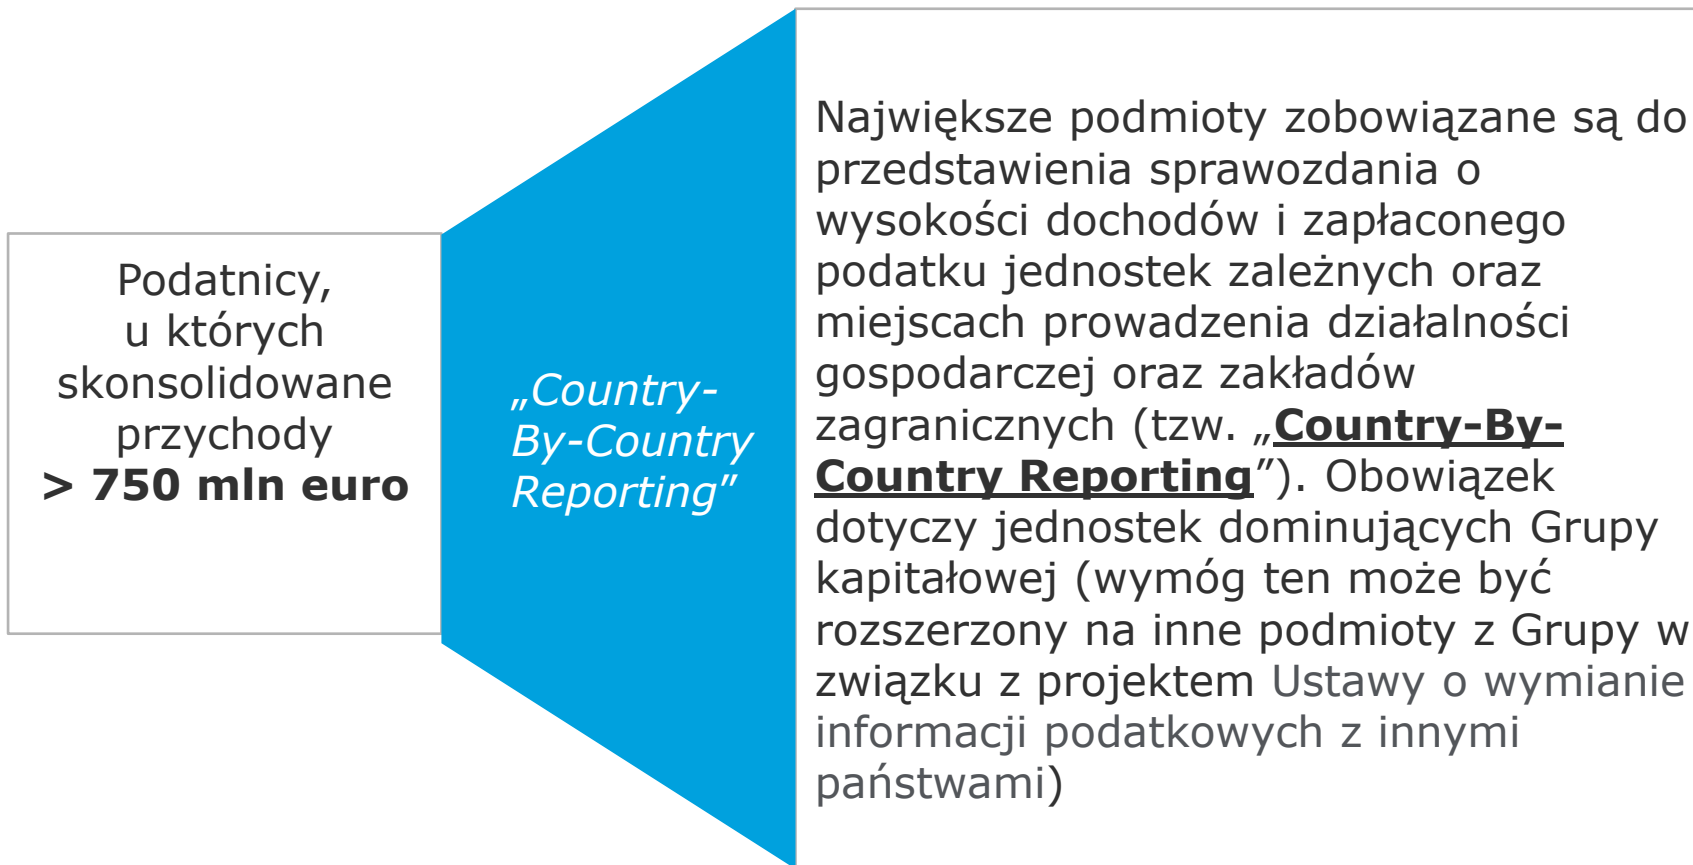 Podatnicy,
u których
skonsolidowane
przychody
> 750 mln euro
„Country-
By-Country
Reporting”
Największe podmioty zobowiązane są do
przedstawienia sprawozdania o
wysokości dochodów i zapłaconego
podatku jednostek zależnych oraz
miejscach prowadzenia działalności
gospodarczej oraz zakładów
zagranicznych (tzw. „Country-By-
Country Reporting”). Obowiązek
dotyczy jednostek dominujących Grupy
kapitałowej (wymóg ten może być
rozszerzony na inne podmioty z Grupy w
związku z projektem Ustawy o wymianie
informacji podatkowych z innymi
państwami)